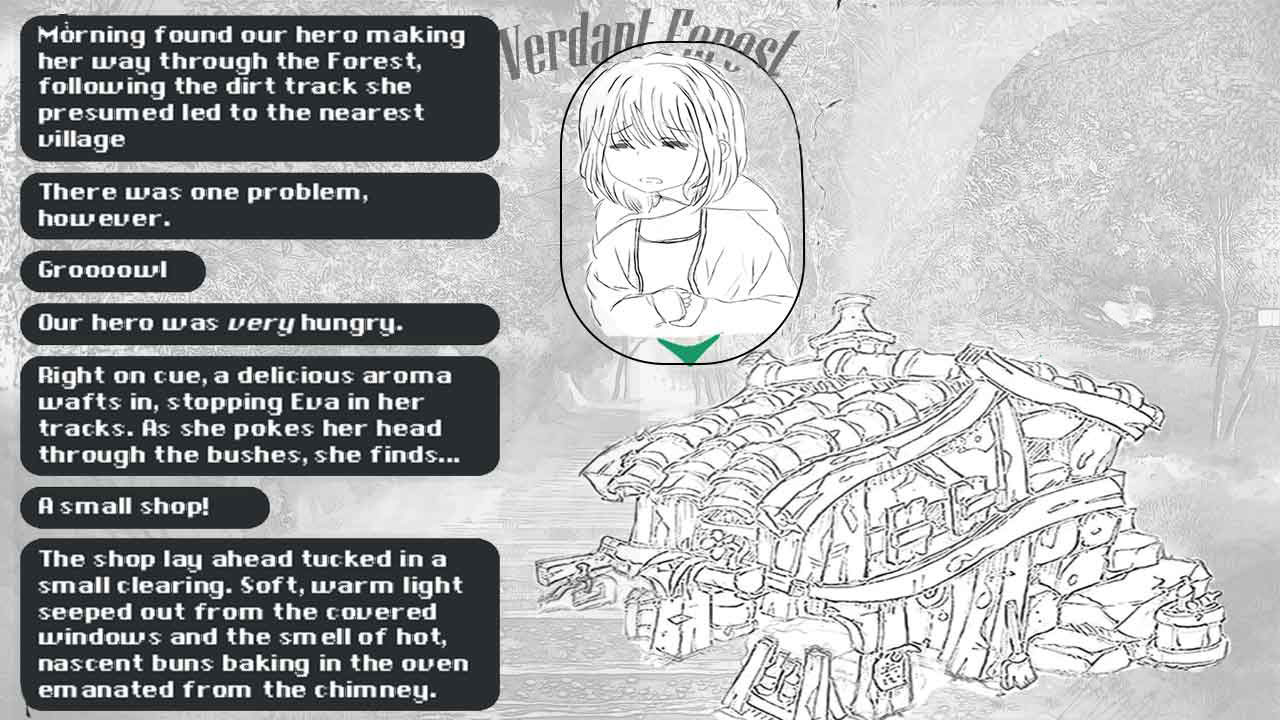 Verdant Forest
Morning found our hero making
her way through the Forest,
following the dirt track she
presumed led to the nearest
village
There was one problem,
however.
Grooooowl
Our hero was very hungry.
Right on cue, a delicious aroma
wafts in, stopping Eva in her
tracks. As she pokes her head
through the bushes, she finds...
A small shop!
The shop lay ahead tucked in a
small clearing. Soft, warm light
seeped out from the covered
windows and the smell of hot,
nascent buns baking in the oven
emanated from the chimney.